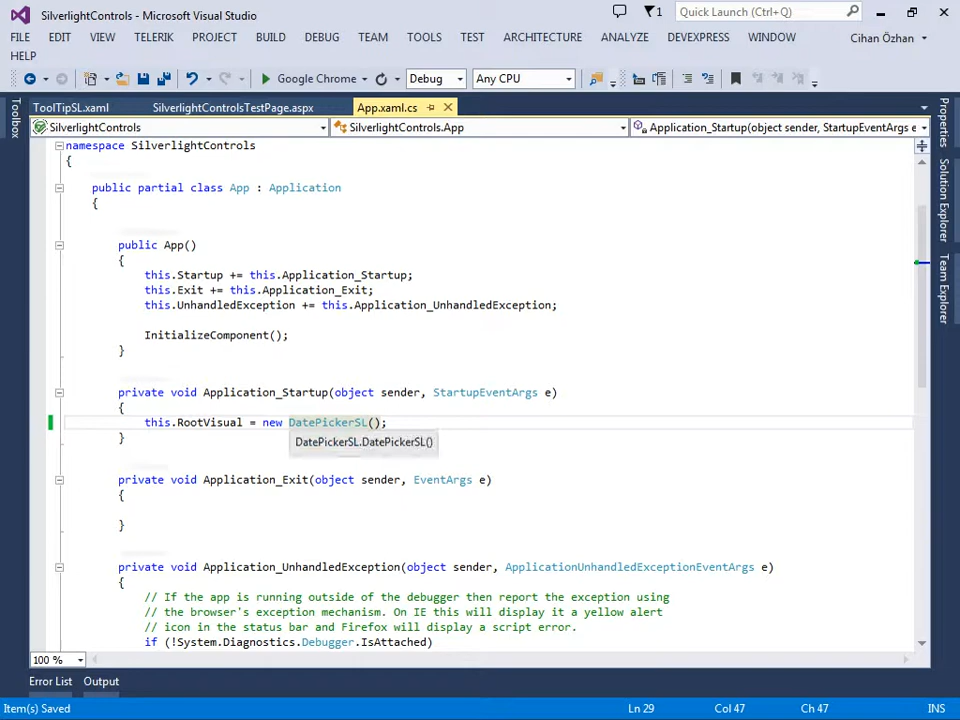 SilverlightControls - Microsoft Visual Studio
1
Quick Launch (Ctrl+Q)
FILE EDIT VIEW TELERIK PROJECT BUILD DEBUG TEAM TOOLS TEST ARCHITECTURE ANALYZE DEVEXPRESS WINDOW
Cihan Özhan
HELP
Google Chrome Debug Any CPU
ToolTipSL.xaml SilverlightControlsTestPage.aspx App.xaml.cs
SilverlightControls SilverlightControls.App Application_Startup(object sender, StartupEventArgs e
Toolbox
Properties
Solution Explorer
Team Explorer
namespace SilverlightControls
{
public partial class App : Application
{
public App()
{
this.Startup += this.Application_Startup;
this.Exit += this.Application_Exit;
this.UnhandledException += this.Application_UnhandledException;
InitializeComponent();
}
private void Application_Startup(object sender, StartupEventArgs e)
{
this.RootVisual = new DatePickerSL();
}
DatePickerSL.DatePickerSL()
private void Application_Exit(object sender, EventArgs e)
{
}
private void Application_UnhandledException(object sender, ApplicationUnhandledExceptionEventArgs e)
{
// If the app is running outside of the debugger then report the exception using
// the browser's exception mechanism. On IE this will display it a yellow alert
// icon in the status bar and Firefox will display a script error.
if (!System.Diagnostics.Debugger.IsAttached)
100 %
Error List Output
Item(s) Saved Ln 29 Col 47 Ch 47 INS